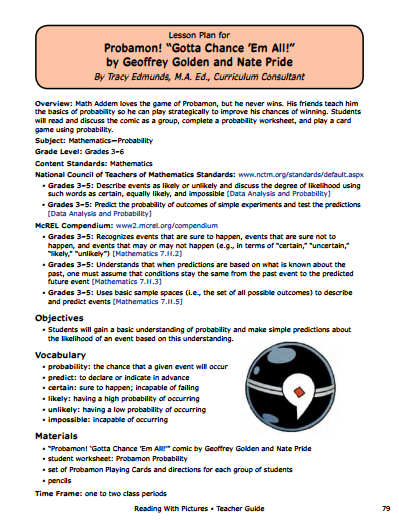 Lesson Plan for
Probamon! “Gotta Chance ’Em All!”
by Geoffrey Golden and Nate Pride
By Tracy Edmunds, M.A. Ed., Curriculum Consultant
Overview: Math Addem loves the game of Probamon, but he never wins. His friends teach him
the basics of probability so he can play strategically to improve his chances of winning. Students
will read and discuss the comic as a group, complete a probability worksheet, and play a card
game using probability.
Subject: Mathematics—Probability
Grade Level: Grades 3–6
Content Standards: Mathematics
National Council of Teachers of Mathematics Standards: www.nctm.org/standards/default.aspx
• Grades 3–5: Describe events as likely or unlikely and discuss the degree of likelihood using
such words as certain, equally likely, and impossible [Data Analysis and Probability]
• Grades 3–5: Predict the probability of outcomes of simple experiments and test the predictions
[Data Analysis and Probability]
McREL Compendium: www2.mcrel.org/compendium
• Grades 3–5: Recognizes events that are sure to happen, events that are sure not to
happen, and events that may or may not happen (e.g., in terms of “certain,” “uncertain,”
“likely,” “unlikely”) [Mathematics 7.II.2]
• Grades 3–5: Understands that when predictions are based on what is known about the
past, one must assume that conditions stay the same from the past event to the predicted
future event [Mathematics 7.II.3]
• Grades 3–5: Uses basic sample spaces (i.e., the set of all possible outcomes) to describe
and predict events [Mathematics 7.II.5]
Objectives
• Students will gain a basic understanding of probability and make simple predictions about
the likelihood of an event based on this understanding.
Vocabulary
• probability: the chance that a given event will occur
• predict: to declare or indicate in advance
• certain: sure to happen; incapable of failing
• likely: having a high probability of occurring
• unlikely: having a low probability of occurring
• impossible: incapable of occurring
Materials
• “Probamon! ‘Gotta Chance ’Em All!’” comic by Geoffrey Golden and Nate Pride
• student worksheet: Probamon Probability
• set of Probamon Playing Cards and directions for each group of students
• pencils
Time Frame: one to two class periods
Reading With Pictures • Teacher Guide 79